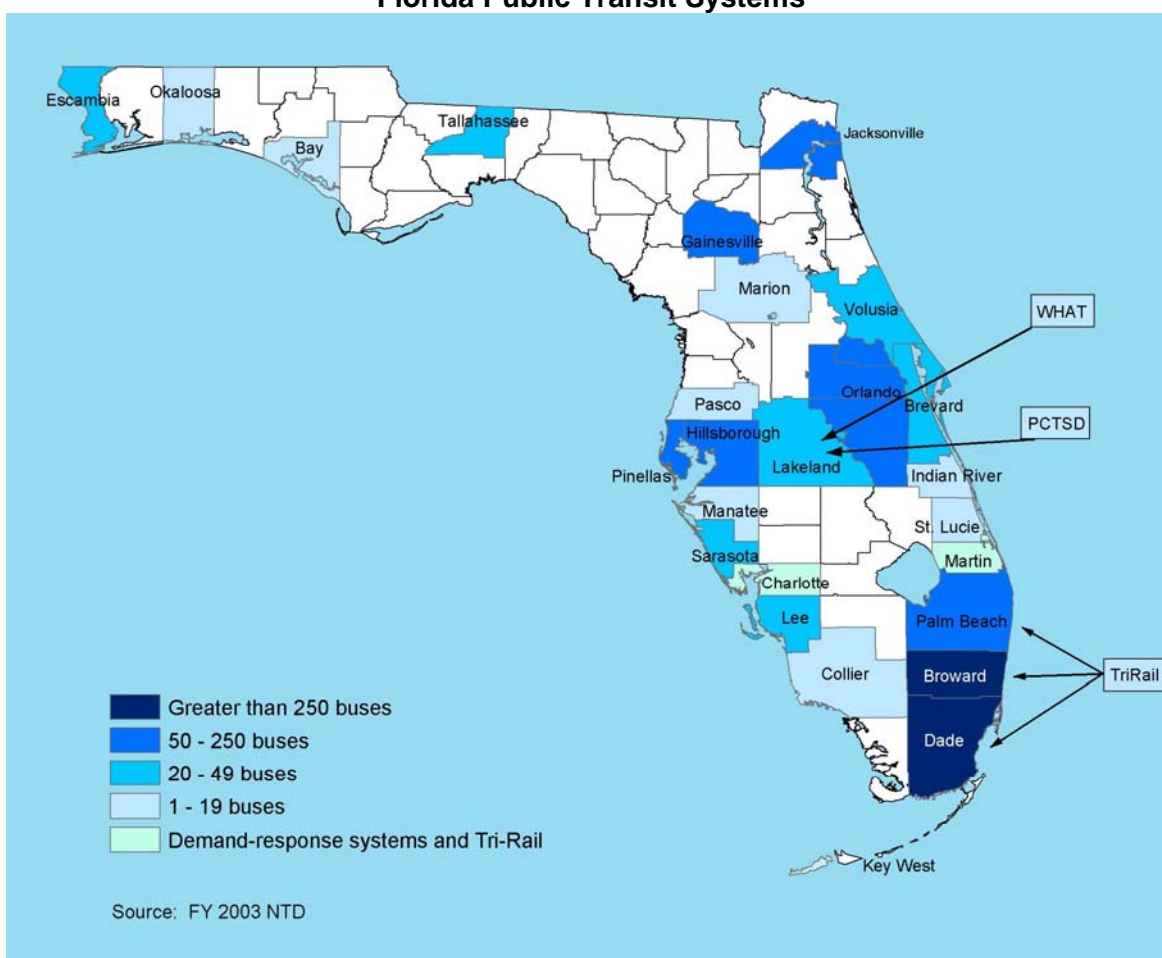 Florida Public Transit Systems
Escambia
Okaloosa
Bay
Tallahassee
Jacksonville
Gainesville
Marion
Volusia
WHAT
Orlando
Brevard
Pasco
PCTSD
Hillsborough
Lakeland
Pinellas
Indian River
Manatee
St. Lucie
Sarasota
Martin
Charlotte
Lee
Palm Beach
Collier
Broward
TriRail
Dade
Key West
Greater than 250 buses
50 - 250 buses
20 - 49 buses
1 - 19 buses
Demand-response systems and Tri-Rail
Source: FY 2003 NTD